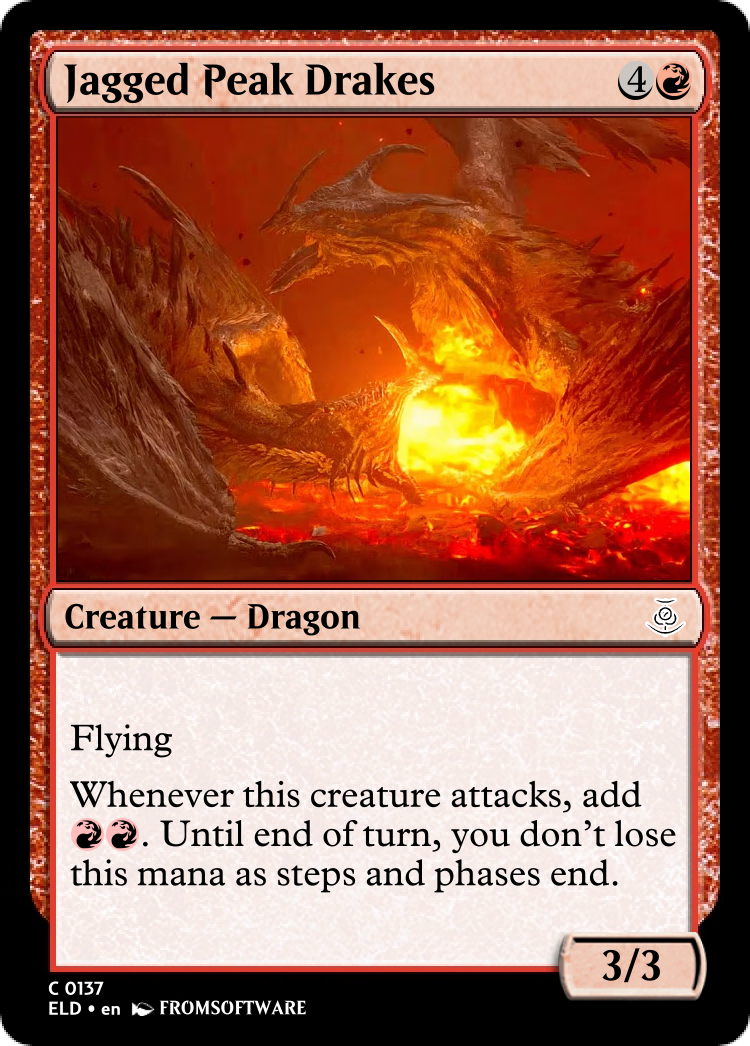 Jagged Peak Drakes 4
Creature — Dragon
Flying
Whenever this creature attacks, add
. Until end of turn, you don't lose
this mana as steps and phases end.
3/3
C 0137
ELD • en FROMSOFTWARE